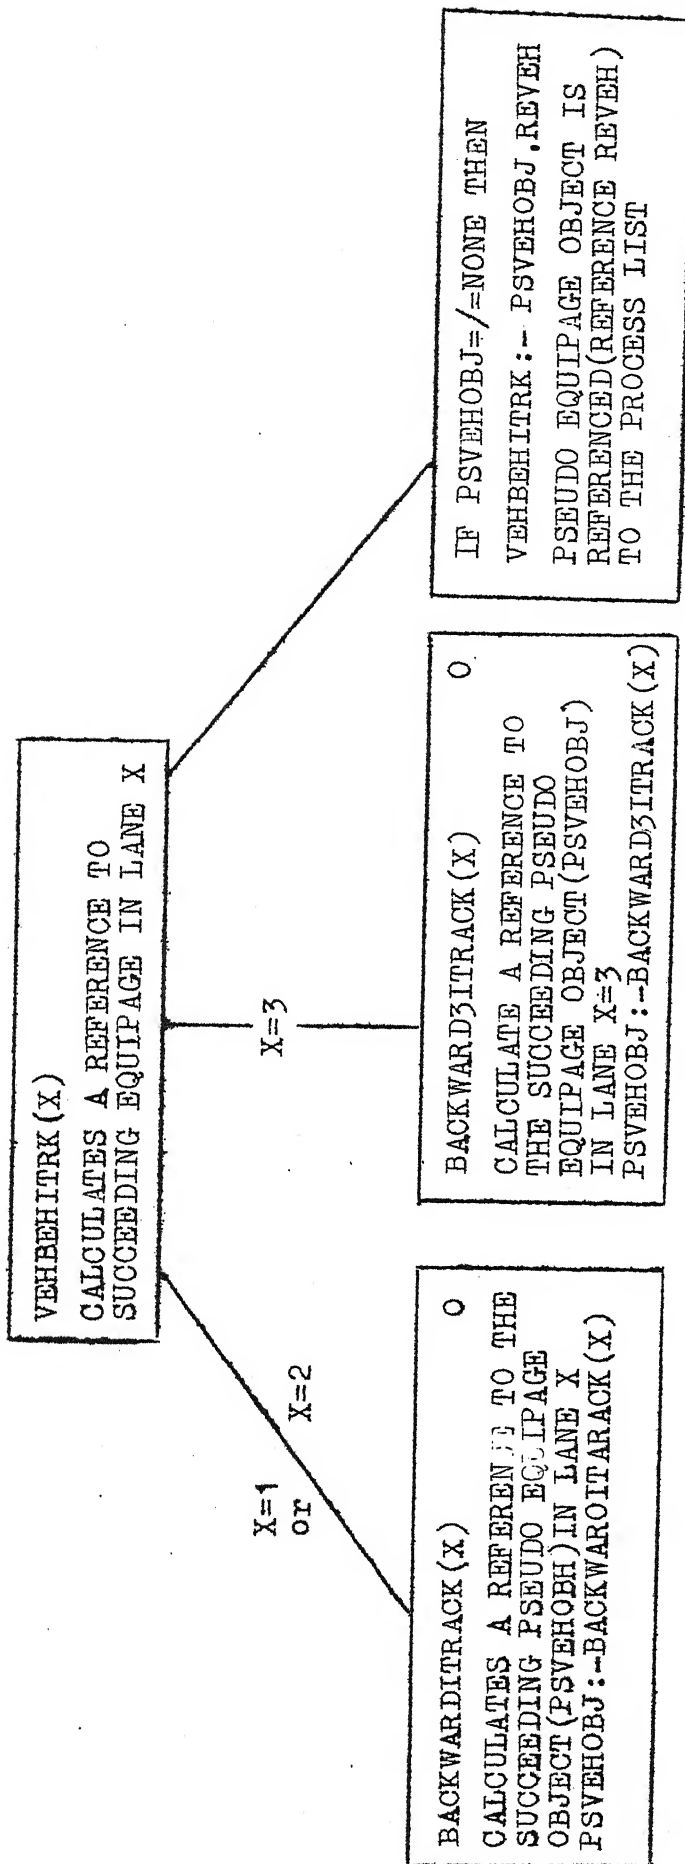 VEHBEHITRK(X)
CALCULATES A REFERENCE TO
SUCCEEDING EQUIPAGE IN LANE X
X=1
or
X=2
X=3
BACKWARDITRACK(X) O
CALCULATES A REFERENCE TO THE
SUCCEEDING PSEUDO EQUIPAGE
OBJECT(PSVEHOBH)IN LANE X
PSVEHOBJ:-BACKWAROITARACK(X)
BACKWARD3ITRACK(X) O
CALCULATE A REFERENCE TO
THE SUCCEEDING PSEUDO
EQUIPAGE OBJECT(PSVEHOBJ)
IN LANE X=3
PSVEHOBJ:-BACKWARD3ITRACK(X)
IF PSVEHOBJ=/=NONE THEN
VEHBEHITRK:- PSVEHOBJ.REVEH
PSEUDO EQUIPAGE OBJECT IS
REFERENCED(REFERENCE REVEH)
TO THE PROCESS LIST